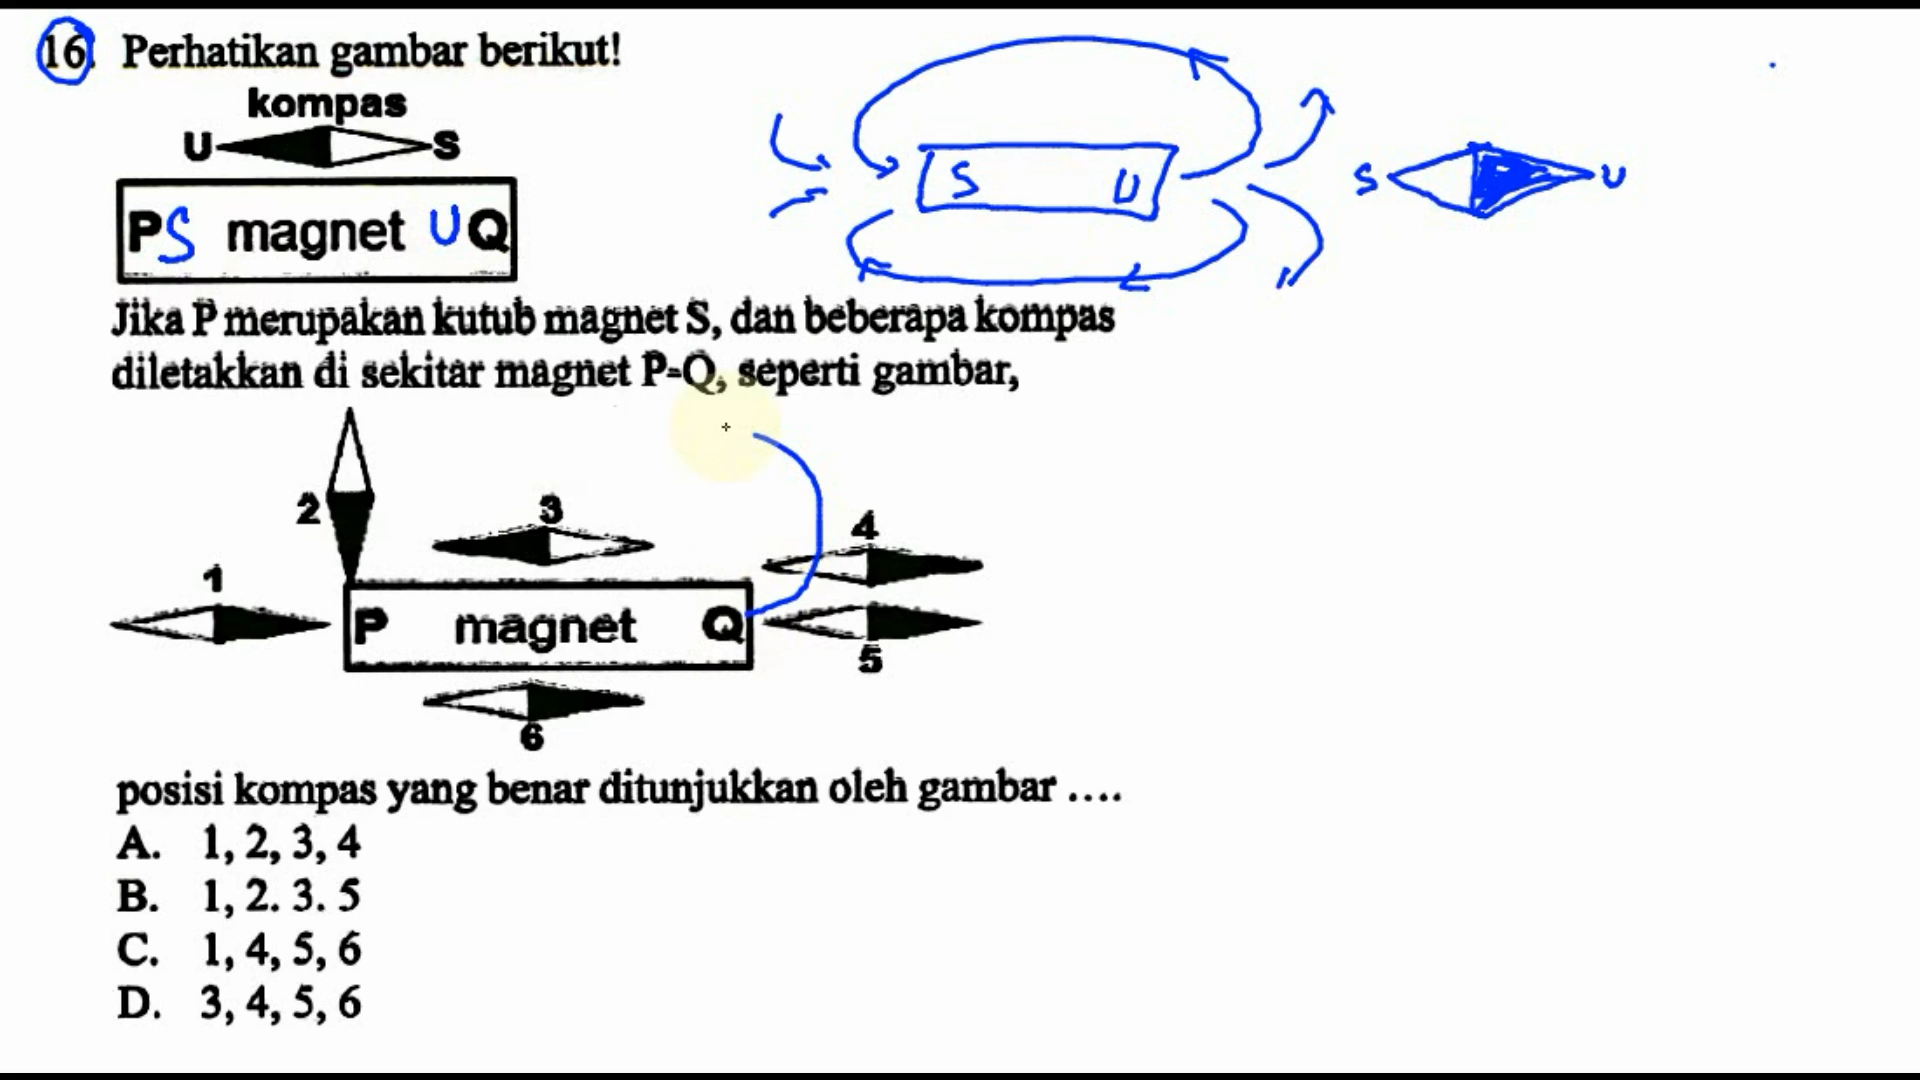 16. Perhatikan gambar berikut!
kompas
U S
PS magnet UQ
S U
S U
Jika P merupakan kutub magnet S, dan beberapa kompas
diletakkan di sekitar magnet P-Q, seperti gambar,
2
3
4
1
P magnet Q
5
6
posisi kompas yang benar ditunjukkan oleh gambar ....
A. 1, 2, 3, 4
B. 1, 2. 3. 5
C. 1, 4, 5, 6
D. 3, 4, 5, 6